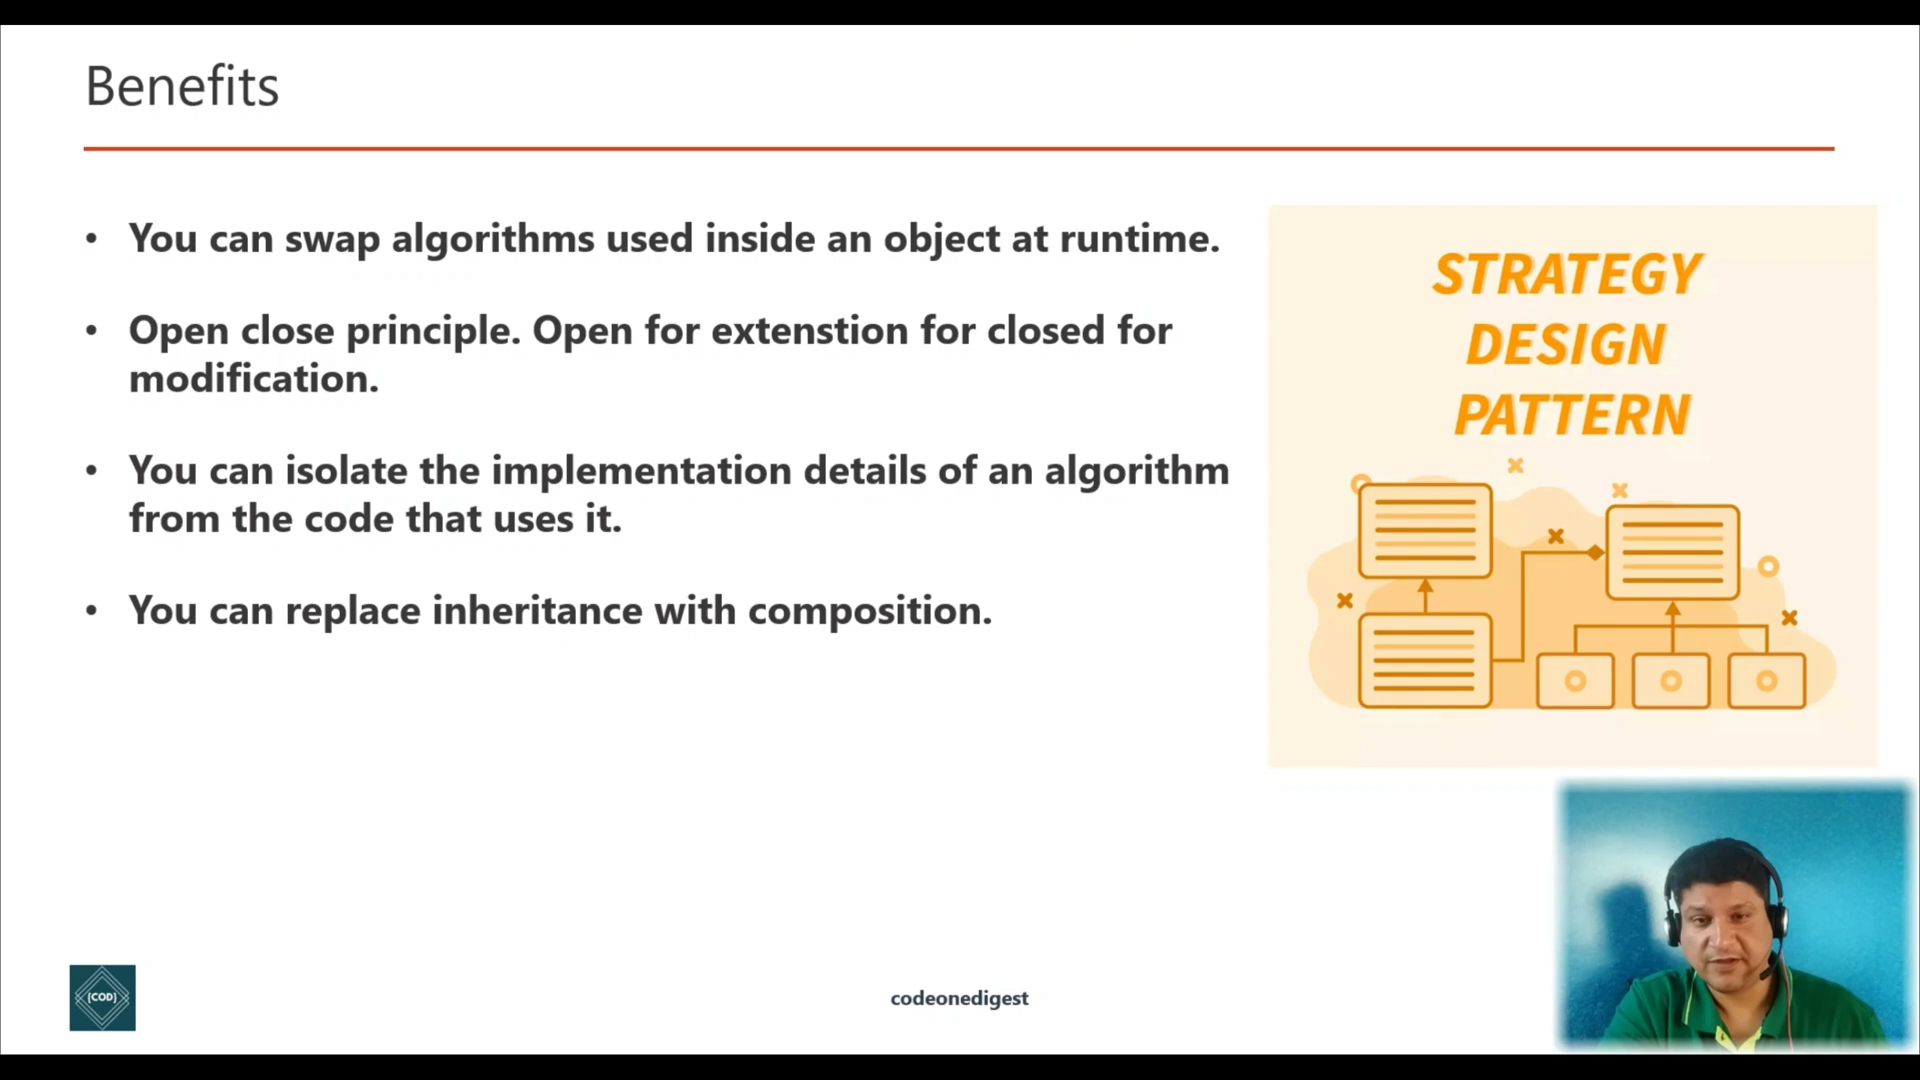 Benefits
• You can swap algorithms used inside an object at runtime.
• Open close principle. Open for extenstion for closed for
modification.
• You can isolate the implementation details of an algorithm
from the code that uses it.
• You can replace inheritance with composition.
STRATEGY
DESIGN
PATTERN
{COD}
codeonedigest